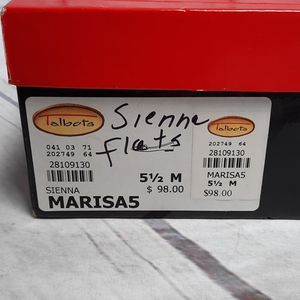 Talbots
041 03 71
202749 64
28109130
5½ M
SIENNA
$ 98.00
MARISA5
Sienna
flats
Talbots
202749 64
28109130
MARISA5
5½ M
$98.00